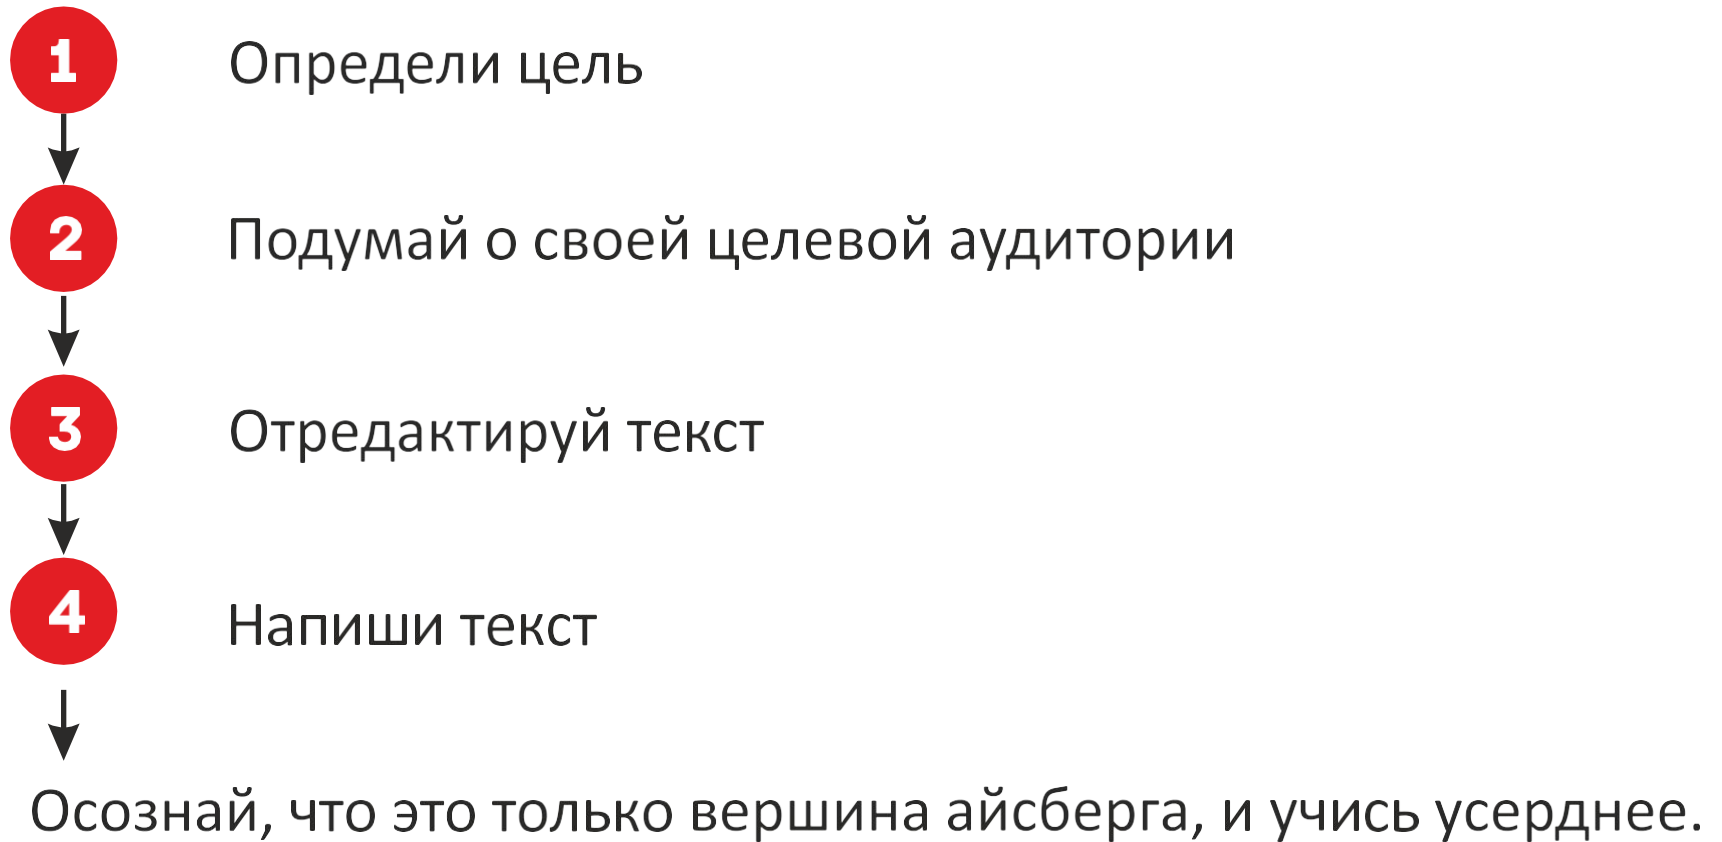 1 Определи цель
2 Подумай о своей целевой аудитории
3 Отредактируй текст
4 Напиши текст
Осознай, что это только вершина айсберга, и учись усерднее.